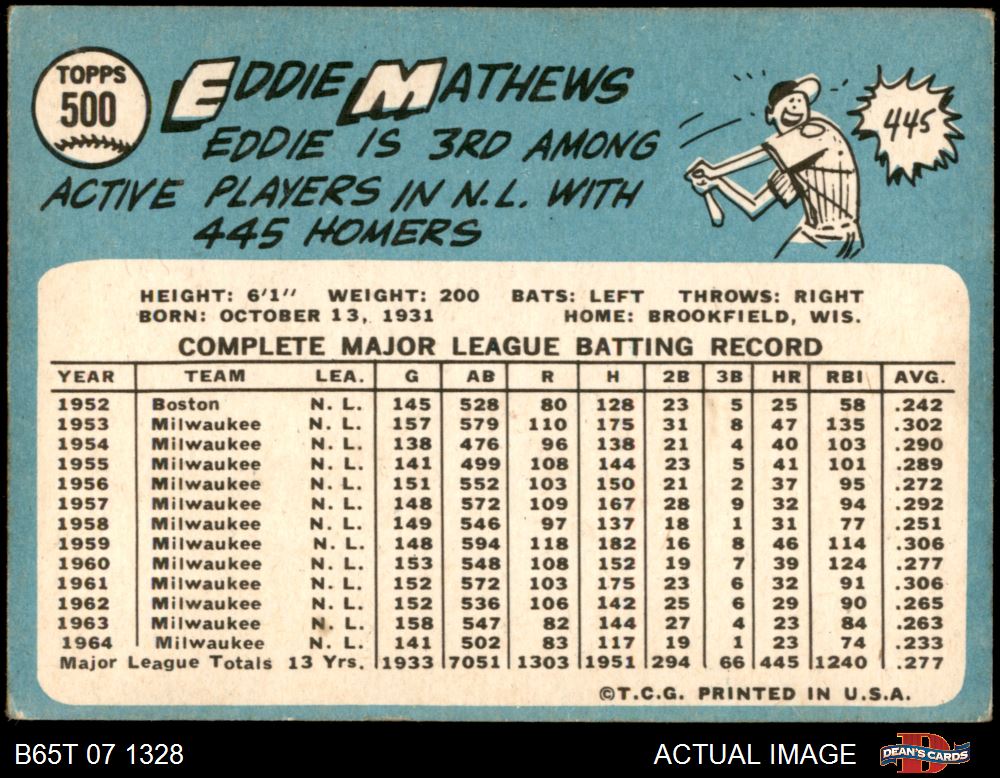 TOPPS
500
EDDIE MATHEWS
EDDIE IS 3RD AMONG
ACTIVE PLAYERS IN N.L. WITH
445 HOMERS
445
HEIGHT: 6'1" WEIGHT: 200 BATS: LEFT THROWS: RIGHT
BORN: OCTOBER 13, 1931 HOME: BROOKFIELD, WIS.
COMPLETE MAJOR LEAGUE BATTING RECORD
YEAR TEAM LEA. G AB R H 2B 3B HR RBI AVG.
1952 Boston N. L. 145 528 80 128 23 5 25 58 .242
1953 Milwaukee N. L. 157 579 110 175 31 8 47 135 .302
1954 Milwaukee N. L. 138 476 96 138 21 4 40 103 .290
1955 Milwaukee N. L. 141 499 108 144 23 5 41 101 .289
1956 Milwaukee N. L. 151 552 103 150 21 2 37 95 .272
1957 Milwaukee N. L. 148 572 109 167 28 9 32 94 .292
1958 Milwaukee N. L. 149 546 97 137 18 1 31 77 .251
1959 Milwaukee N. L. 148 594 118 182 16 8 46 114 .306
1960 Milwaukee N. L. 153 548 108 152 19 7 39 124 .277
1961 Milwaukee N. L. 152 572 103 175 23 6 32 91 .306
1962 Milwaukee N. L. 152 536 106 142 25 6 29 90 .265
1963 Milwaukee N. L. 158 547 82 144 27 4 23 84 .263
1964 Milwaukee N. L. 141 502 83 117 19 1 23 74 .233
Major League Totals 13 Yrs. 1933 7051 1303 1951 294 66 445 1240 .277
©T.C.G. PRINTED IN U.S.A.
B65T 07 1328 ACTUAL IMAGE D DEAN'S CARDS